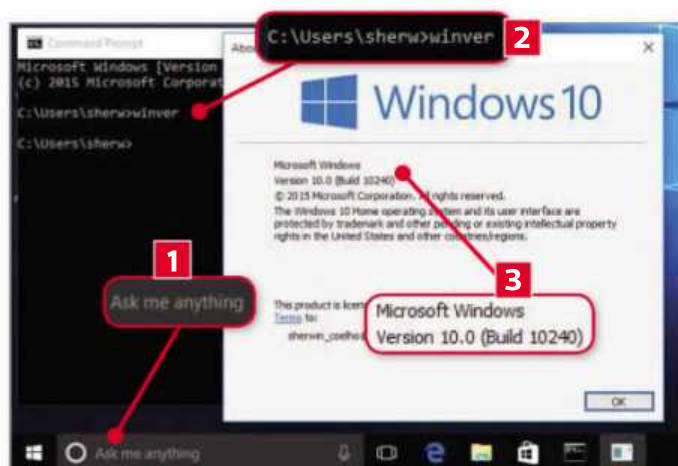 Command Prompt
Microsoft Windows [Version
(c) 2015 Microsoft Corporat
C:\Users\sherw>winver
C:\Users\sherw>
C:\Users\sherw>winver
2
Windows 10
Microsoft Windows
Version 10.0 (Build 10240)
© 2015 Microsoft Corporation. All rights reserved.
The Windows 10 Home operating system and its user interface are
protected by trademark and other pending or existing intellectual property
rights in the United States and other countries/regions.
1
Ask me anything
3
This product is licen
Terms to:
sherwin_coelho
Microsoft Windows
Version 10.0 (Build 10240)
OK
Ask me anything